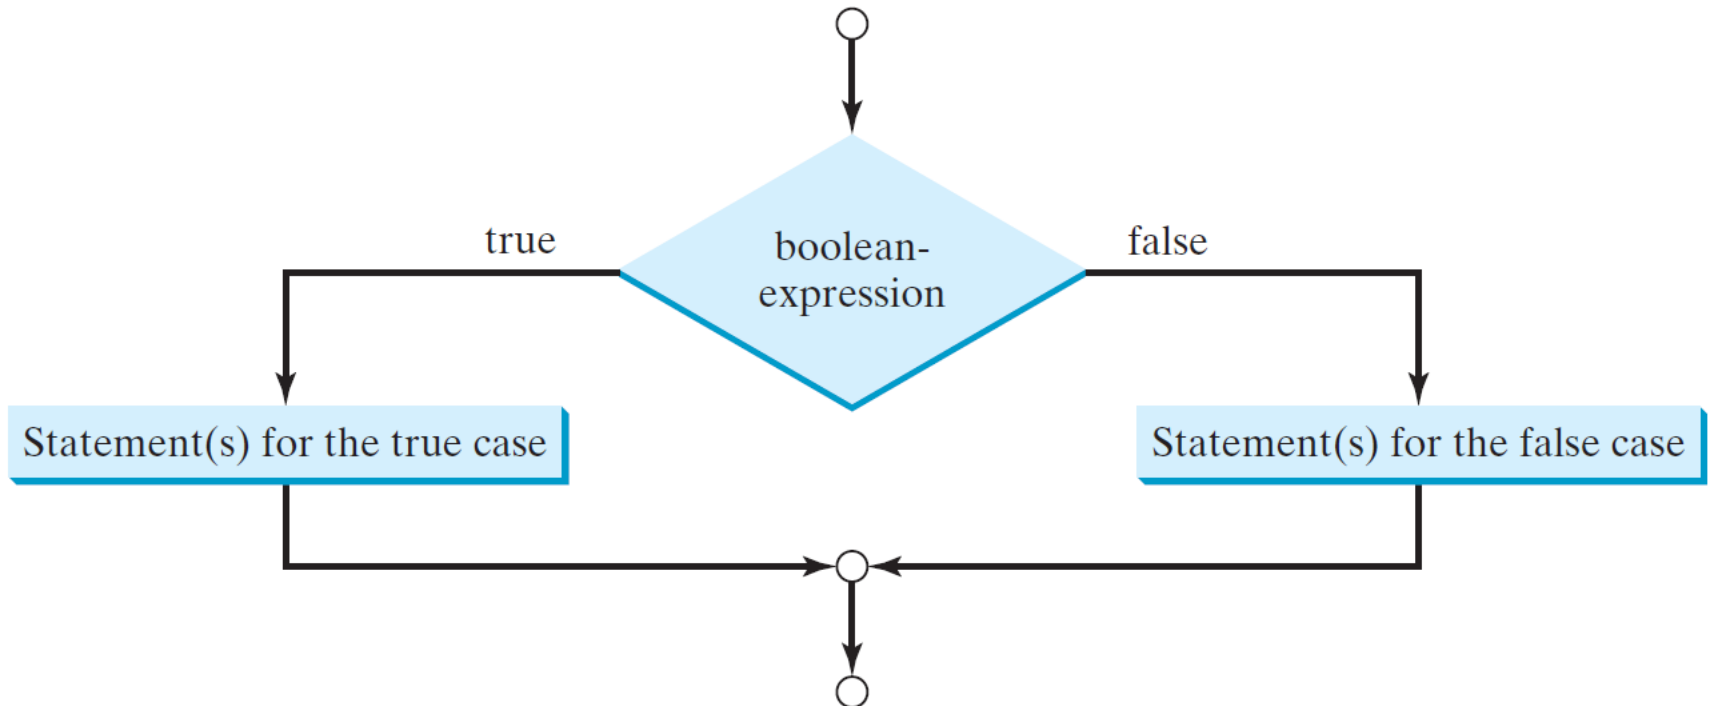 true
boolean-
expression
false
Statement(s) for the true case
Statement(s) for the false case